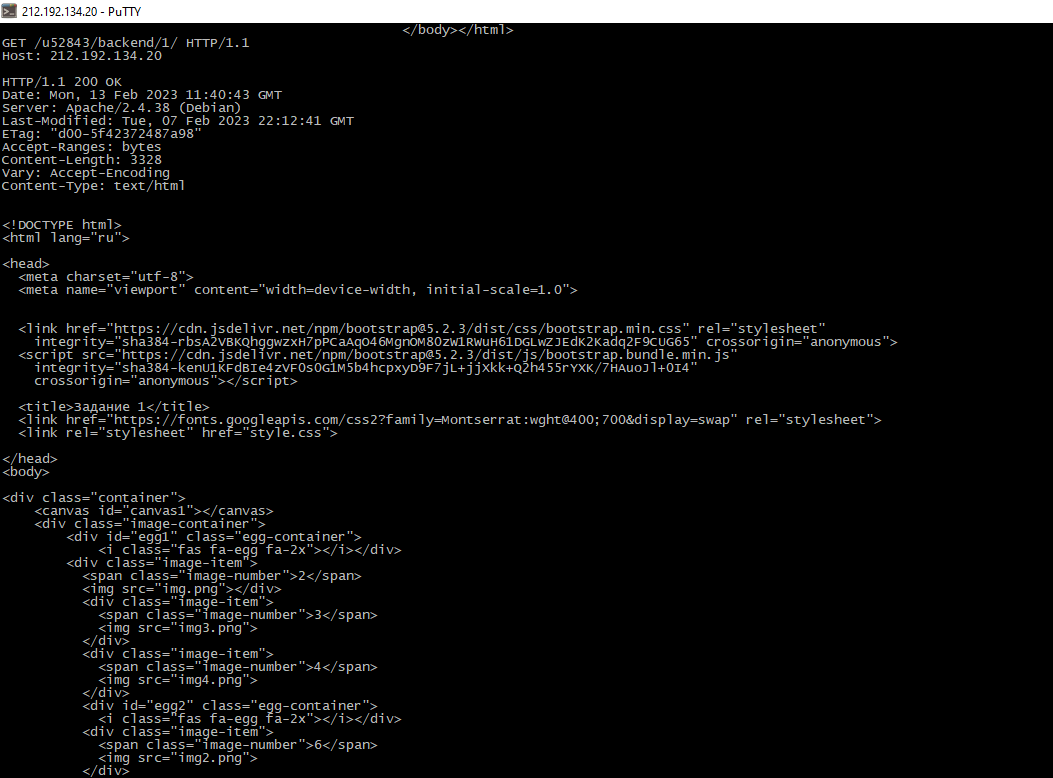 212.192.134.20 - PuTTY
</body></html>
GET /u52843/backend/1/ HTTP/1.1
Host: 212.192.134.20
HTTP/1.1 200 OK
Date: Mon, 13 Feb 2023 11:40:43 GMT
Server: Apache/2.4.38 (Debian)
Last-Modified: Tue, 07 Feb 2023 22:12:41 GMT
ETag: "d00-5f42372487a98"
Accept-Ranges: bytes
Content-Length: 3328
Vary: Accept-Encoding
Content-Type: text/html
<!DOCTYPE html>
<html lang="ru">
<head>
<meta charset="utf-8">
<meta name="viewport" content="width=device-width, initial-scale=1.0">
<link href="https://cdn.jsdelivr.net/npm/bootstrap@5.2.3/dist/css/bootstrap.min.css" rel="stylesheet"
integrity="sha384-rbsA2VBKQhggwzxH7pPCaAqO46MgnOM80zW1RWuH61DGLwZJEdK2Kadq2F9CUG65" crossorigin="anonymous">
<script src="https://cdn.jsdelivr.net/npm/bootstrap@5.2.3/dist/js/bootstrap.bundle.min.js"
integrity="sha384-kenU1KFdBIe4zVF0s0G1M5b4hcpxyD9F7jL+jjXkk+Q2h455rYXK/7HAuoJl+0I4"
crossorigin="anonymous"></script>
<title>Задание 1</title>
<link href="https://fonts.googleapis.com/css2?family=Montserrat:wght@400;700&display=swap" rel="stylesheet">
<link rel="stylesheet" href="style.css">
</head>
<body>
<div class="container">
<canvas id="canvas1"></canvas>
<div class="image-container">
<div id="egg1" class="egg-container">
<i class="fas fa-egg fa-2x"></i></div>
<div class="image-item">
<span class="image-number">2</span>
<img src="img.png"></div>
<div class="image-item">
<span class="image-number">3</span>
<img src="img3.png">
</div>
<div class="image-item">
<span class="image-number">4</span>
<img src="img4.png">
</div>
<div id="egg2" class="egg-container">
<i class="fas fa-egg fa-2x"></i></div>
<div class="image-item">
<span class="image-number">6</span>
<img src="img2.png">
</div>